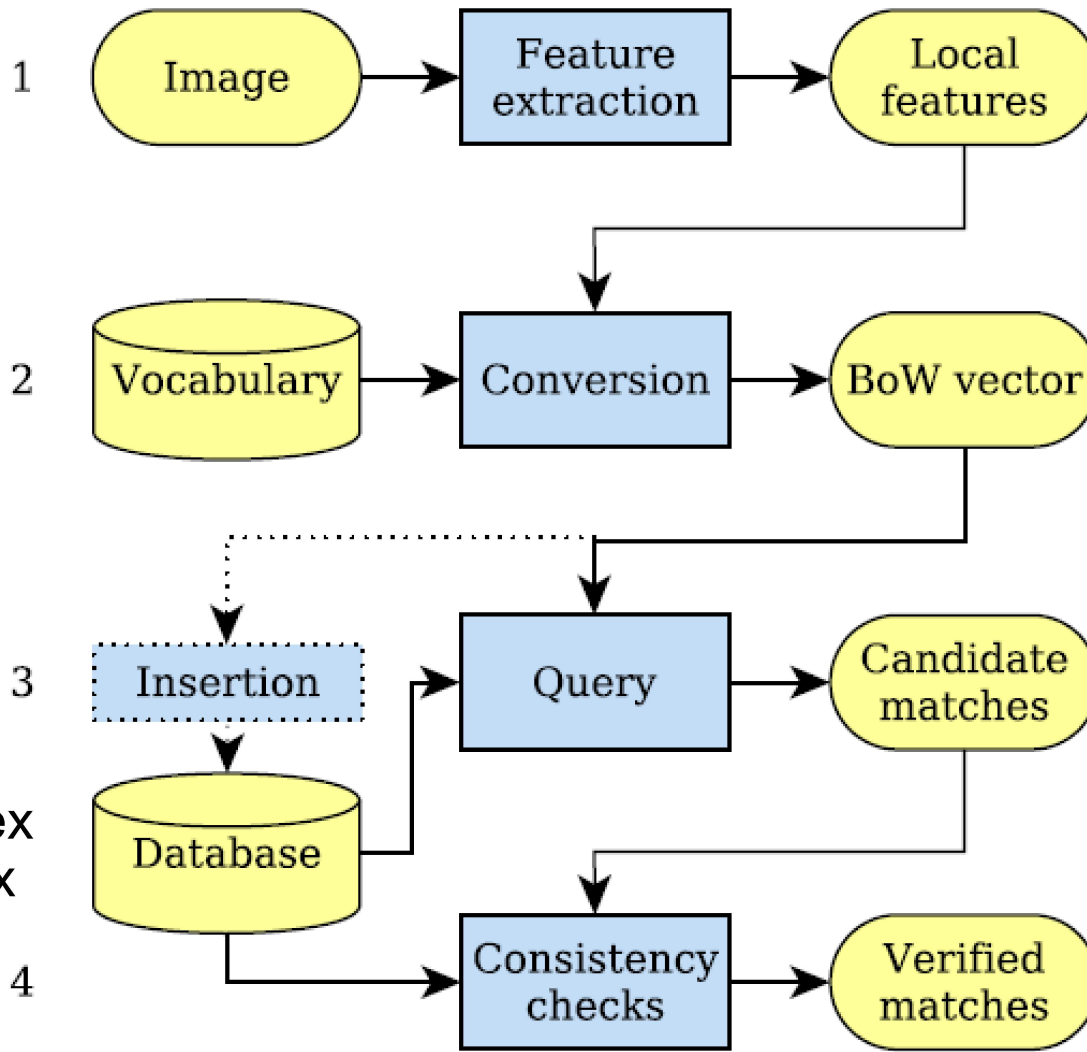 1
Image
Feature
extraction
Local
features
2
Vocabulary
Conversion
BoW vector
3
Insertion
Query
Candidate
matches
ex
x
Database
4
Consistency
checks
Verified
matches